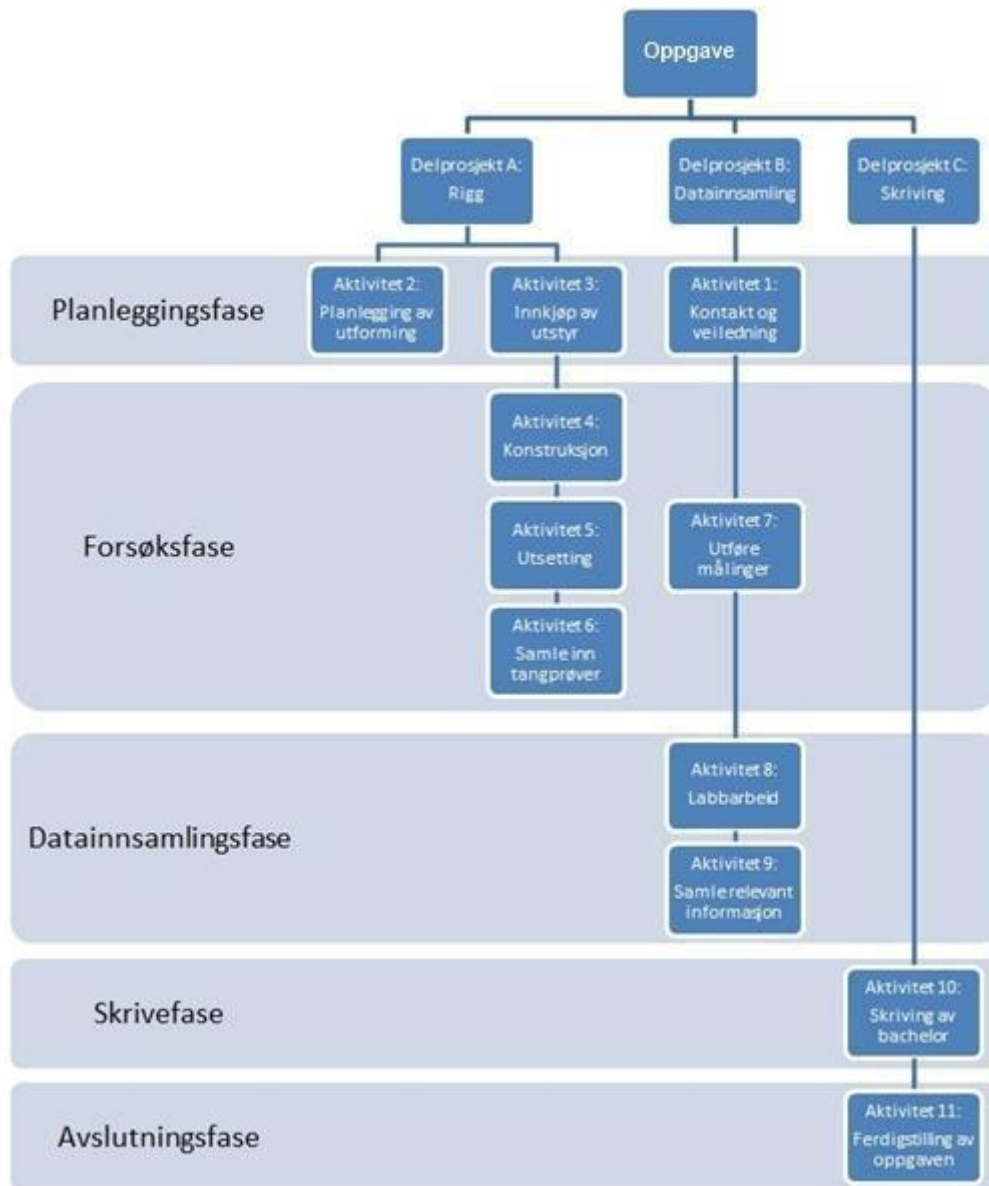 Oppgave
Delprosjekt A:
Rigg
Delprosjekt B:
Datainnsamling
Delprosjekt C:
Skriving
Planleggingsfase
Aktivitet 2:
Planlegging av
utforming
Aktivitet 3:
Innkjøp av
utstyr
Aktivitet 1:
Kontakt og
veiledning
Forsøksfase
Aktivitet 4:
Konstruksjon
Aktivitet 5:
Utsetting
Aktivitet 6:
Samle inn
tangprøver
Aktivitet 7:
Utføre
målinger
Datainnsamlingsfase
Aktivitet 8:
Labbarbeid
Aktivitet 9:
Samle relevant
informasjon
Skrivefase
Aktivitet 10:
Skriving av
bachelor
Avslutningsfase
Aktivitet 11:
Ferdigstilling av
oppgaven